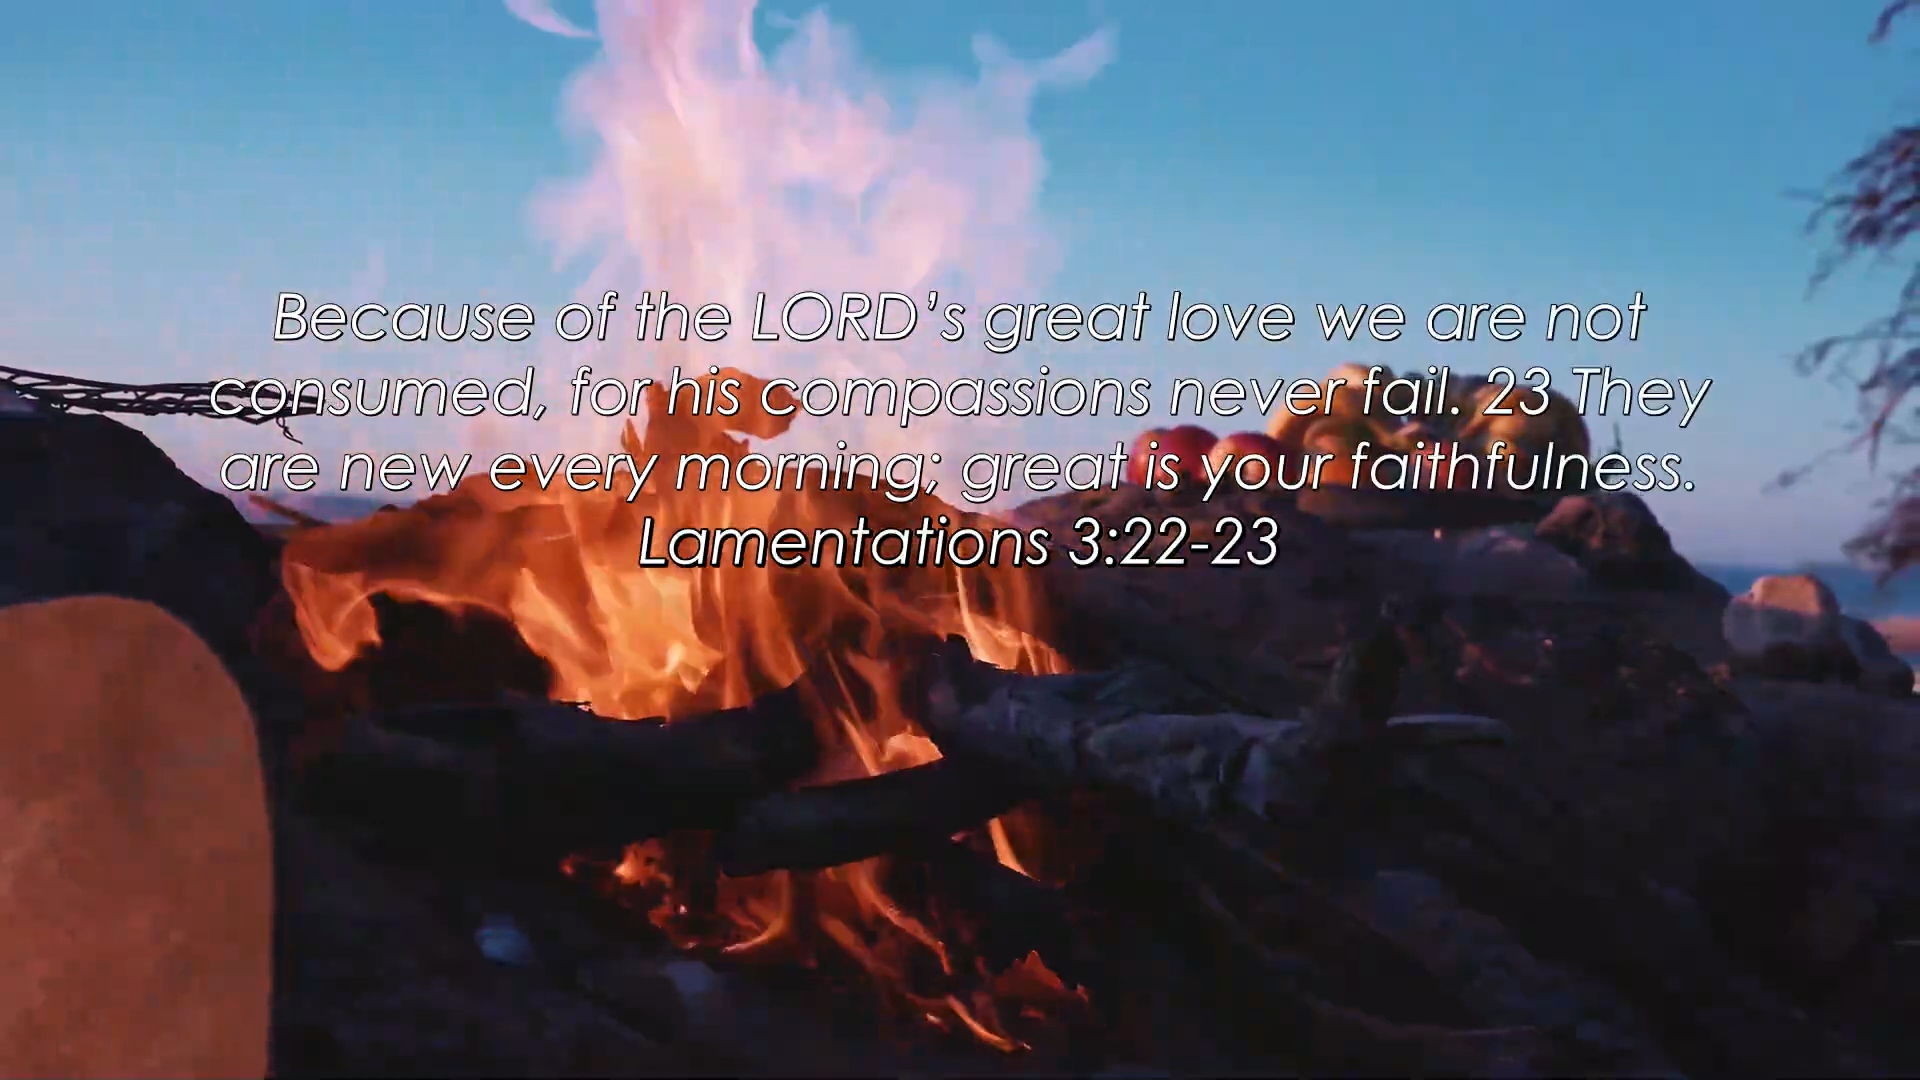 Because of the LORD’s great love we are not
consumed, for his compassions never fail. 23 They
are new every morning; great is your faithfulness.
Lamentations 3:22-23